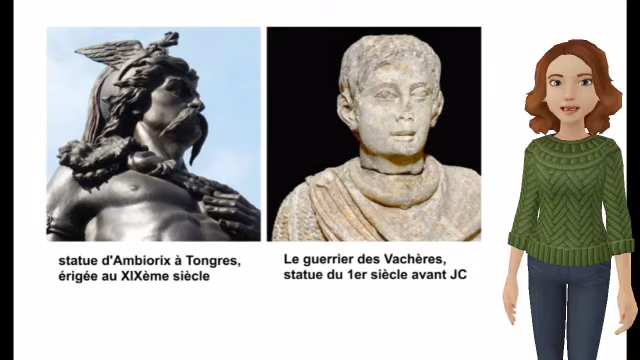 statue d'Ambiorix à Tongres,
érigée au XIXème siècle
Le guerrier des Vachères,
statue du 1er siècle avant JC